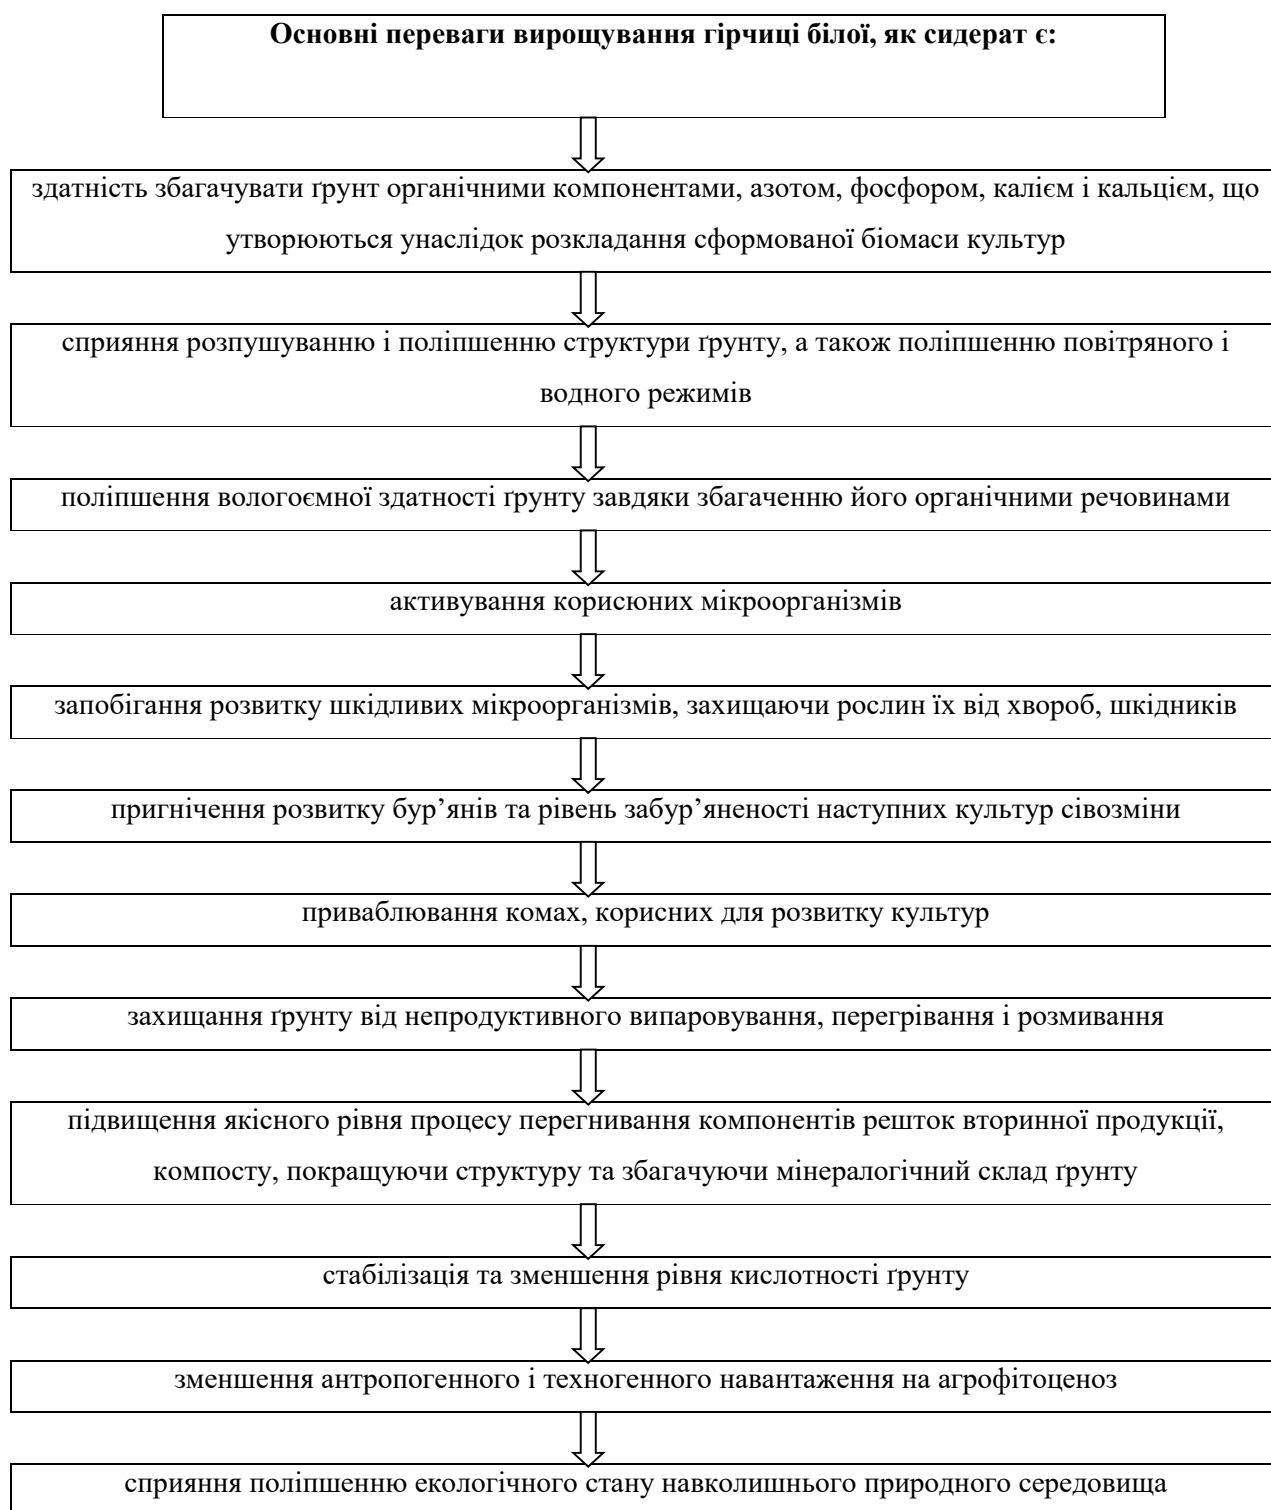 Основні переваги вирощування гірчиці білої, як сидерат є:
здатність збагачувати ґрунт органічними компонентами, азотом, фосфором, калієм і кальцієм, що
утворюються унаслідок розкладання сформованої біомаси культур
сприяння розпушуванню і поліпшенню структури ґрунту, а також поліпшенню повітряного і
водного режимів
поліпшення вологоємної здатності ґрунту завдяки збагаченню його органічними речовинами
активування корисюних мікроорганізмів
запобігання розвитку шкідливих мікроорганізмів, захищаючи рослин їх від хвороб, шкідників
пригнічення розвитку бур’янів та рівень забур’яненості наступних культур сівозміни
приваблювання комах, корисних для розвитку культур
захищання ґрунту від непродуктивного випаровування, перегрівання і розмивання
підвищення якісного рівня процесу перегнивання компонентів решток вторинної продукції,
компосту, покращуючи структуру та збагачуючи мінералогічний склад ґрунту
стабілізація та зменшення рівня кислотності ґрунту
зменшення антропогенного і техногенного навантаження на агрофітоценоз
сприяння поліпшенню екологічного стану навколишнього природного середовища